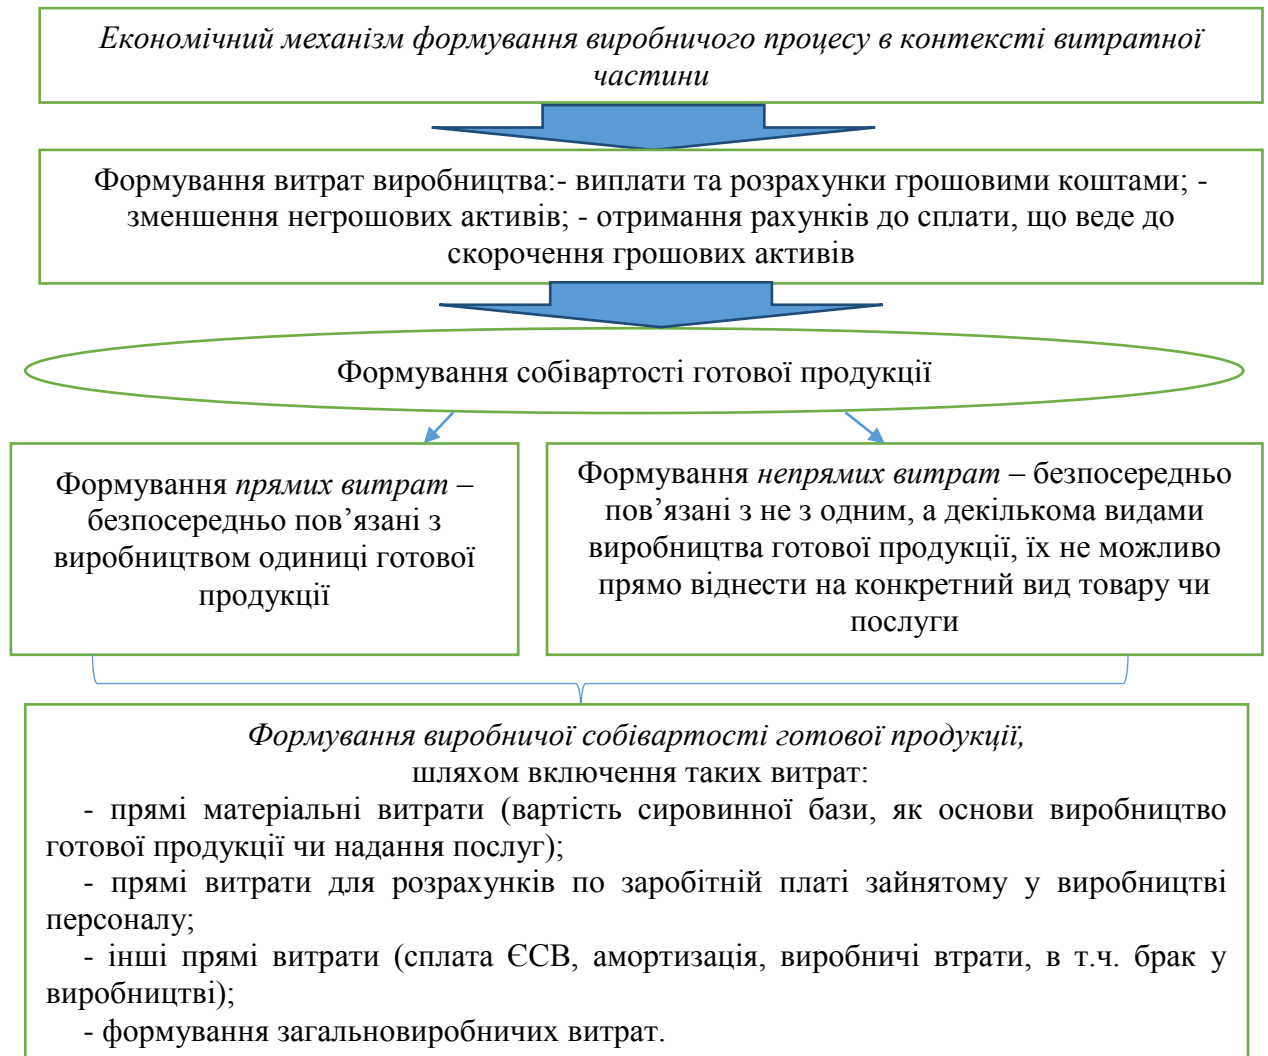 Економічний механізм формування виробничого процесу в контексті витратної
частини
Формування витрат виробництва:- виплати та розрахунки грошовими коштами; -
зменшення негрошових активів; - отримання рахунків до сплати, що веде до
скорочення грошових активів
Формування собівартості готової продукції
Формування прямих витрат –
безпосередньо пов’язані з
виробництвом одиниці готової
продукції
Формування непрямих витрат – безпосередньо
пов’язані з не з одним, а декількома видами
виробництва готової продукції, їх не можливо
прямо віднести на конкретний вид товару чи
послуги
Формування виробничої собівартості готової продукції,
шляхом включення таких витрат:
- прямі матеріальні витрати (вартість сировинної бази, як основи виробництво
готової продукції чи надання послуг);
- прямі витрати для розрахунків по заробітній платі зайнятому у виробництві
персоналу;
- інші прямі витрати (сплата ЄСВ, амортизація, виробничі втрати, в т.ч. брак у
виробництві);
- формування загальновиробничих витрат.